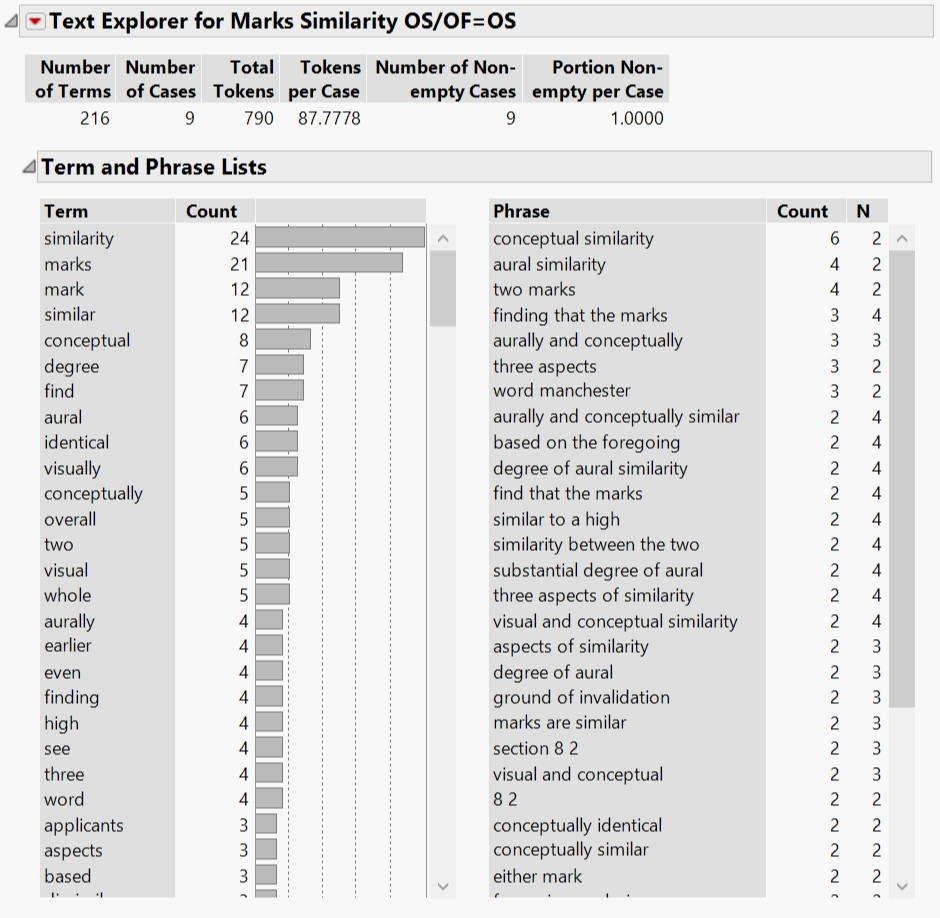 Text Explorer for Marks Similarity OS/OF=OS
Number of Terms Number of Cases Total Tokens Tokens per Case Number of Non-empty Cases Portion Non-empty per Case
216 9 790 87.7778 9 1.0000
Term and Phrase Lists
Term Count
similarity 24
marks 21
mark 12
similar 12
conceptual 8
degree 7
find 7
aural 6
identical 6
visually 6
conceptually 5
overall 5
two 5
visual 5
whole 5
aurally 4
earlier 4
even 4
finding 4
high 4
see 4
three 4
word 4
applicants 3
aspects 3
based 3
Phrase Count N
conceptual similarity 6 2
aural similarity 4 2
two marks 4 2
finding that the marks 3 4
aurally and conceptually 3 3
three aspects 3 2
word manchester 3 2
aurally and conceptually similar 2 4
based on the foregoing 2 4
degree of aural similarity 2 4
find that the marks 2 4
similar to a high 2 4
similarity between the two 2 4
substantial degree of aural 2 4
three aspects of similarity 2 4
visual and conceptual similarity 2 4
aspects of similarity 2 3
degree of aural 2 3
ground of invalidation 2 3
marks are similar 2 3
section 8 2 2 3
visual and conceptual 2 3
8 2 2 2
conceptually identical 2 2
conceptually similar 2 2
either mark 2 2